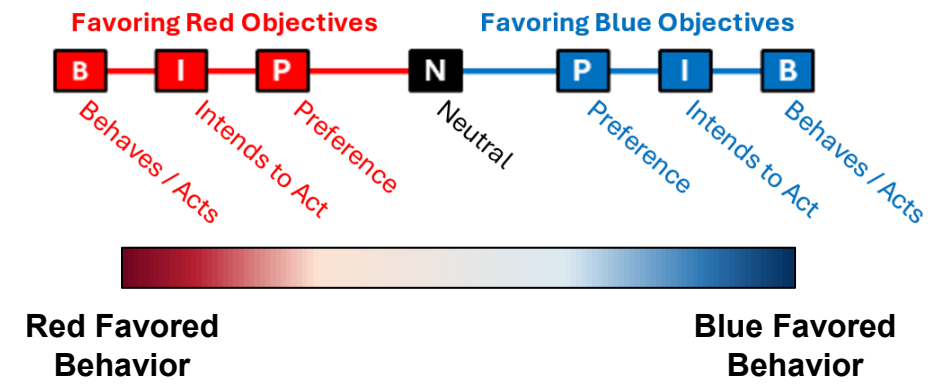 Favoring Red Objectives
Favoring Blue Objectives
B
I
P
N
P
I
B
Behaves / Acts
Intends to Act
Preference
Neutral
Preference
Intends to Act
Behaves / Acts
Red Favored
Behavior
Blue Favored
Behavior